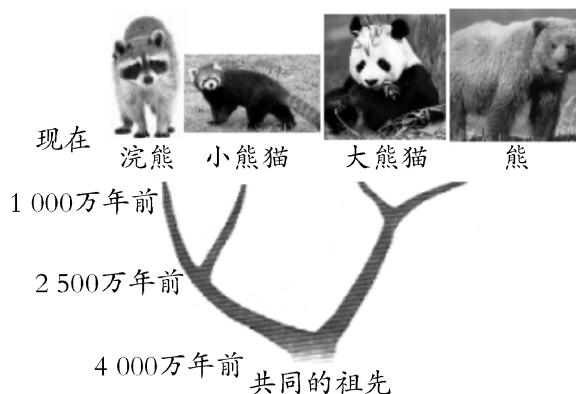 现在
浣熊 小熊猫 大熊猫 熊
1 000万年前
2 500万年前
4 000万年前
共同的祖先